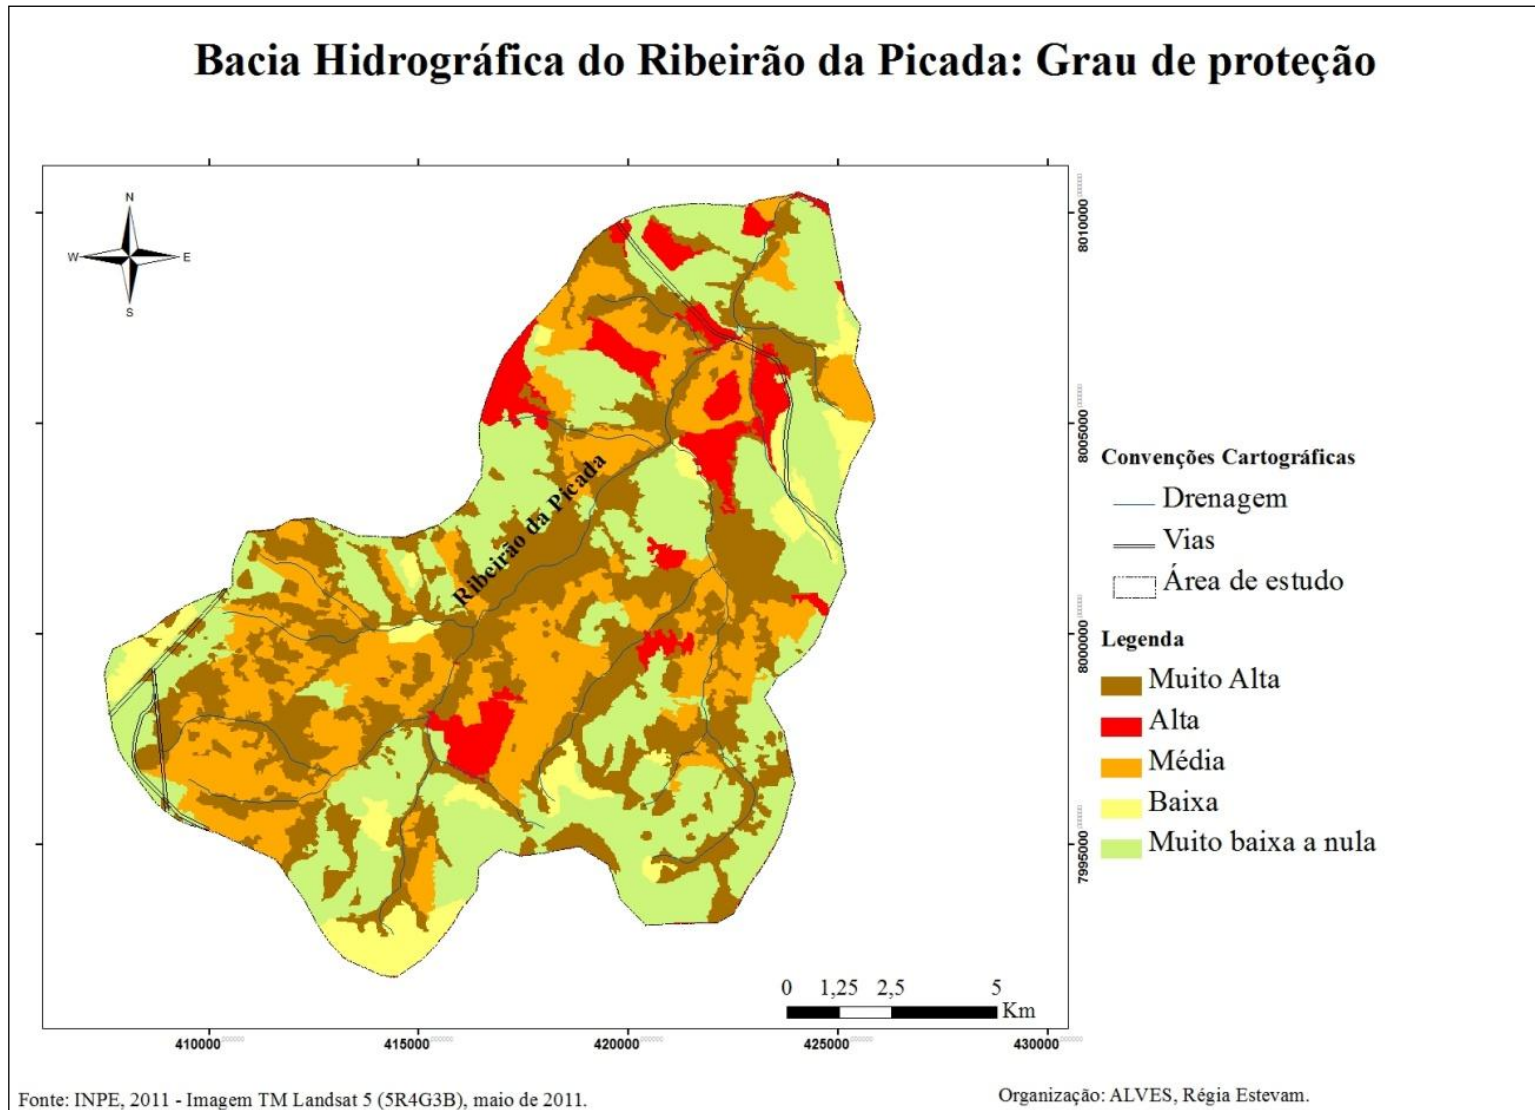 Bacia Hidrográfica do Ribeirão da Picada: Grau de proteção
N
W E
S
Ribeirão da Picada
8010000
8005000
8000000
7995000
Convenções Cartográficas
Drenagem
Vias
Área de estudo
Legenda
Muito Alta
Alta
Média
Baixa
Muito baixa a nula
0 1,25 2,5 5
Km
410000 415000 420000 425000 430000
Fonte: INPE, 2011 - Imagem TM Landsat 5 (5R4G3B), maio de 2011.
Organização: ALVES, Régia Estevam.